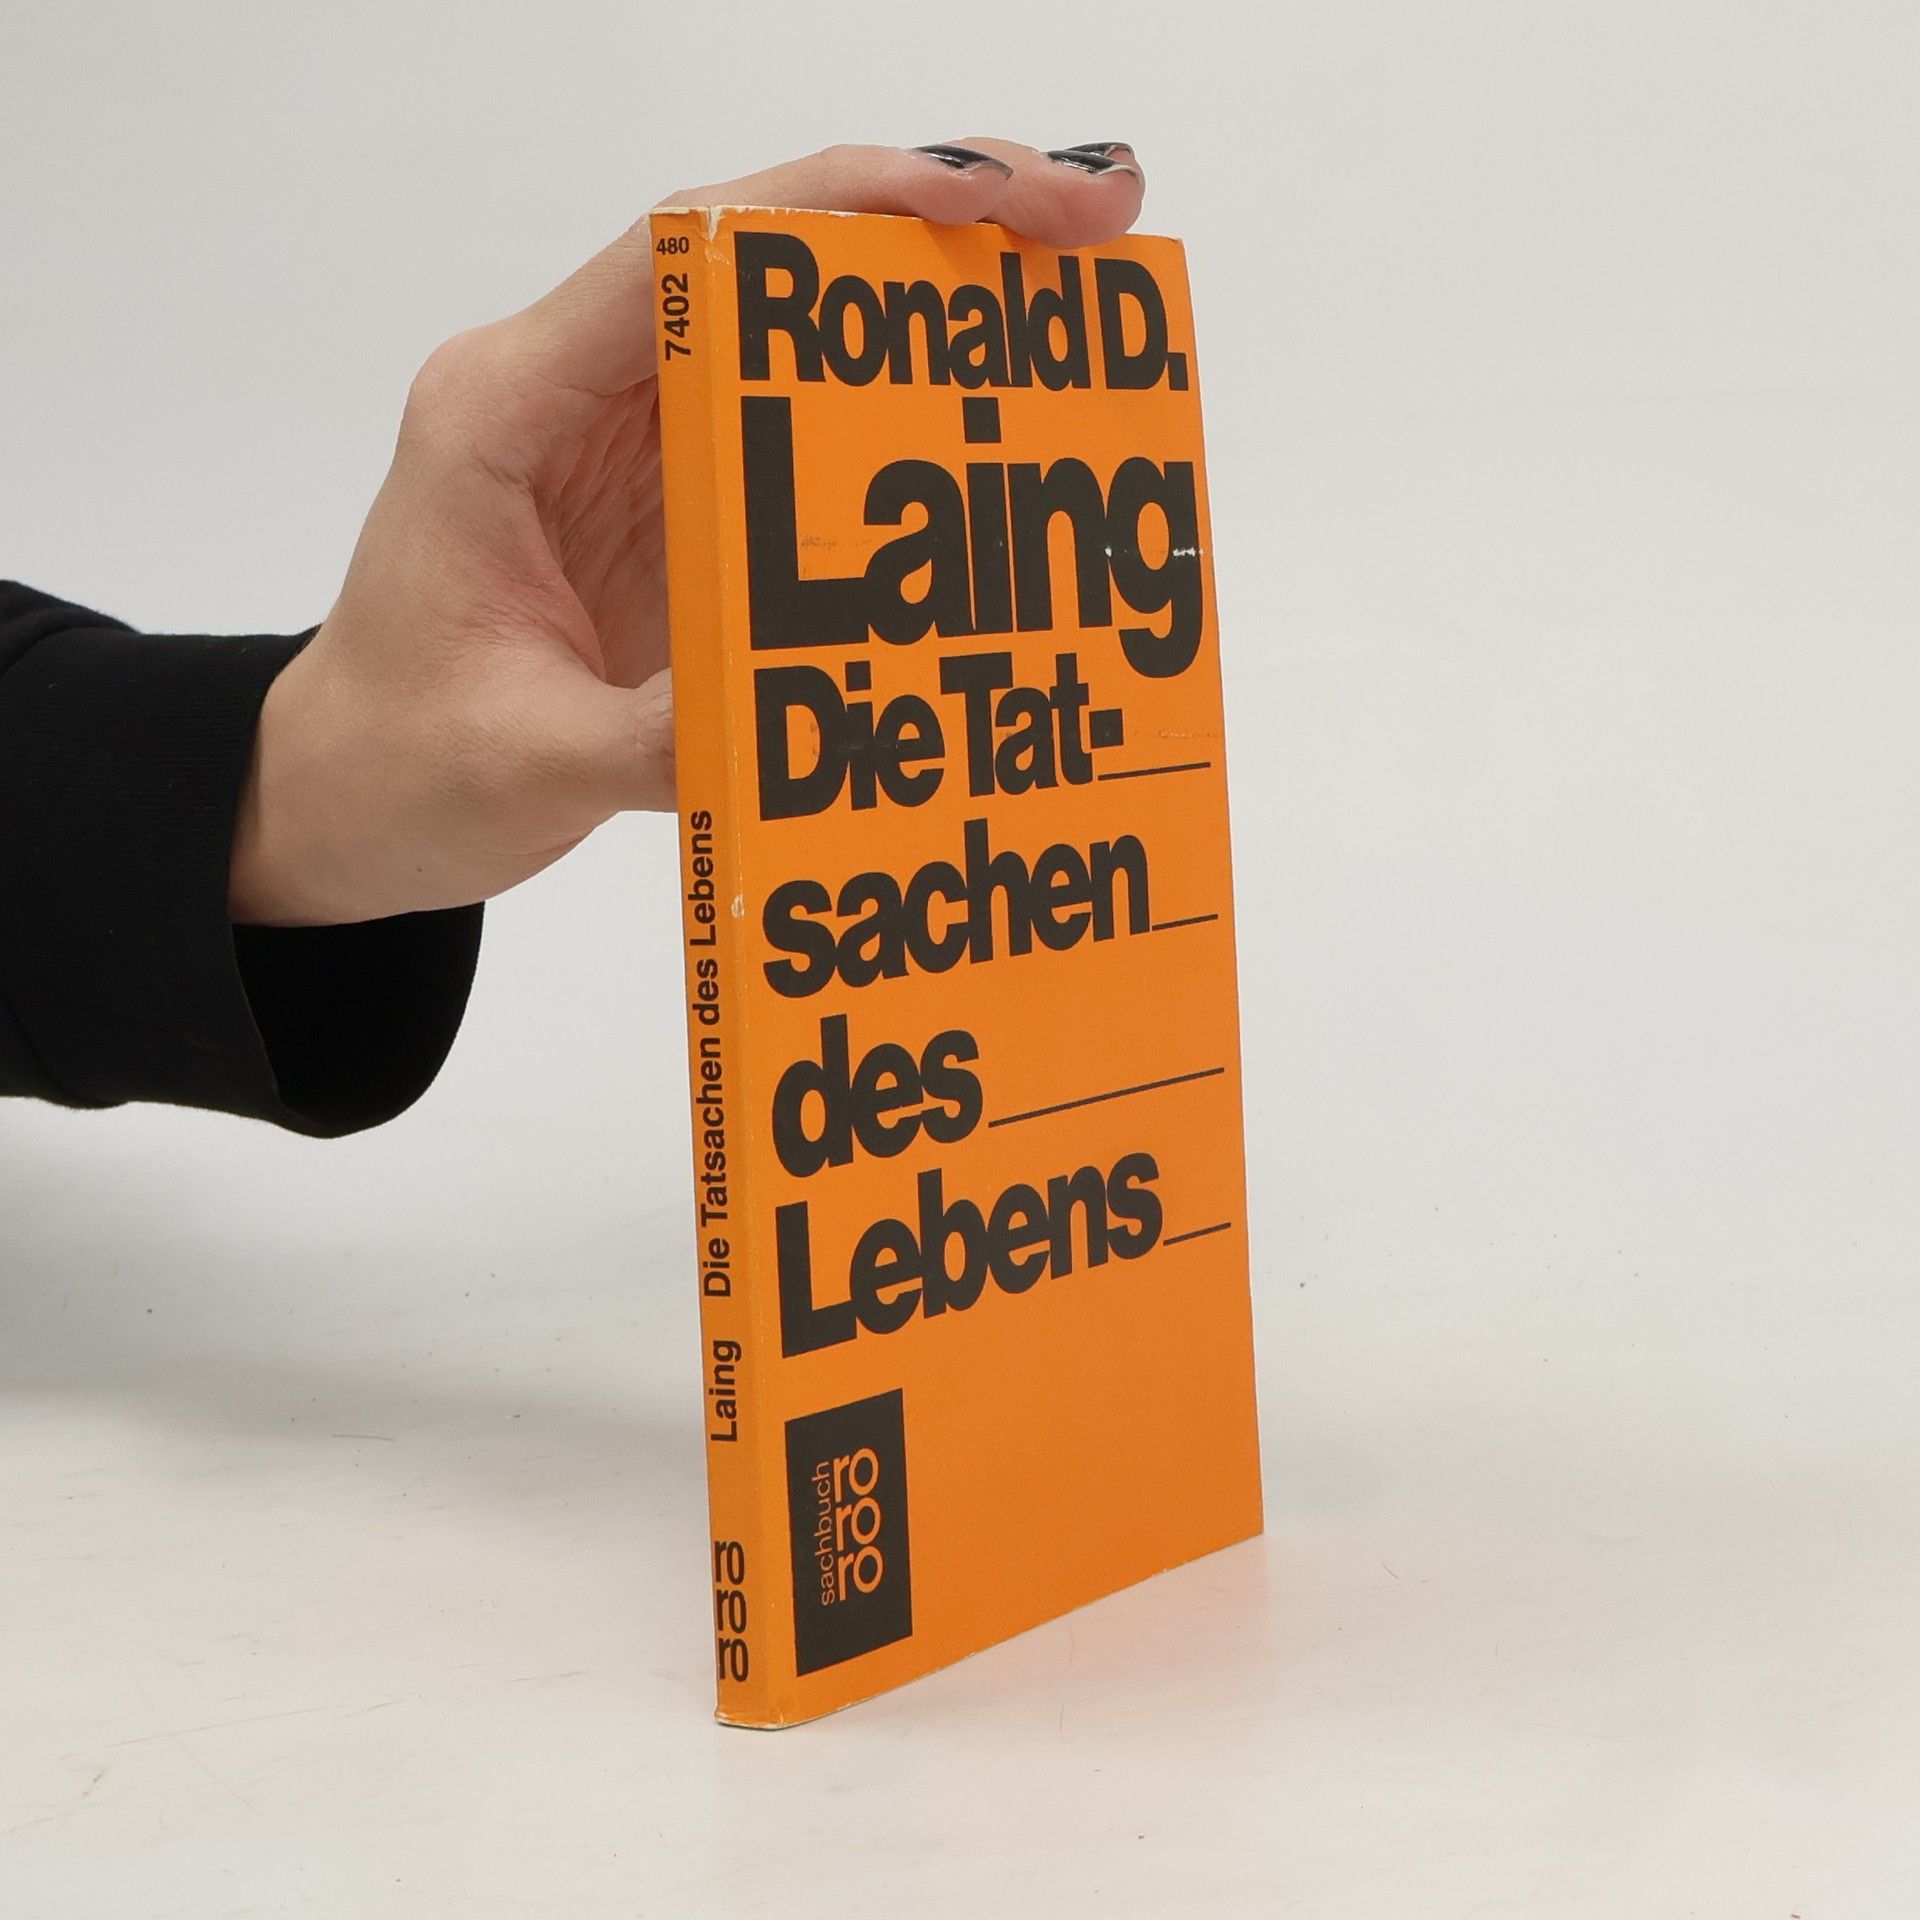 480
7402
Laing Die Tatsachen des Lebens
ro
ro
ro
Ronald D.
Laing
Die Tat-
sachen
des
Lebens
sachbuch
ro
ro
ro